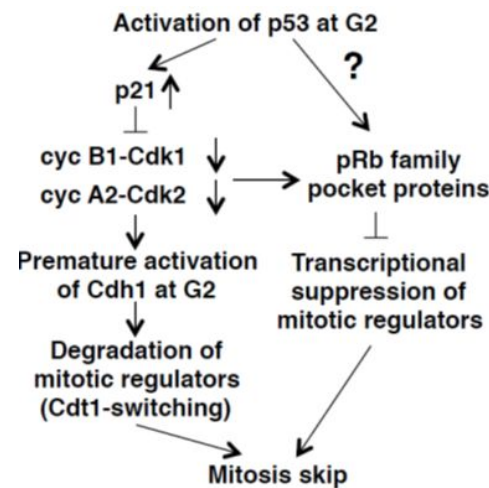 Activation of p53 at G2
?
p21
cyc B1-Cdk1
cyc A2-Cdk2
pRb family
pocket proteins
Premature activation
of Cdh1 at G2
Transcriptional
suppression of
mitotic regulators
Degradation of
mitotic regulators
(Cdt1-switching)
Mitosis skip